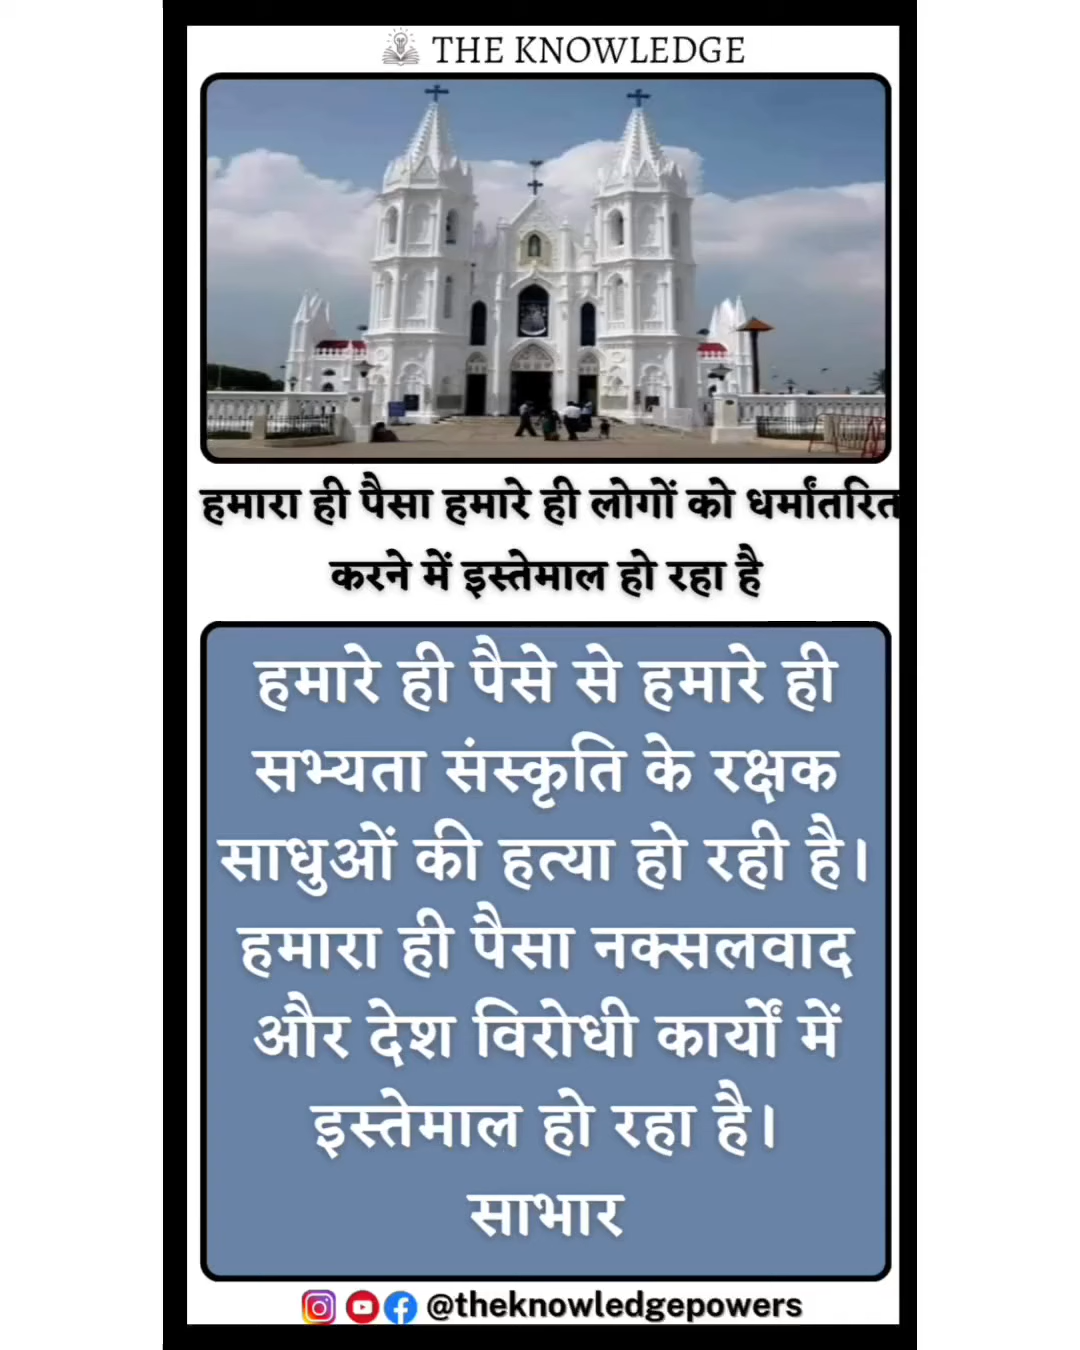 THE KNOWLEDGE
हमारा ही पैसा हमारे ही लोगों को धर्मांतरित
करने में इस्तेमाल हो रहा है
हमारे ही पैसे से हमारे ही
सभ्यता संस्कृति के रक्षक
साधुओं की हत्या हो रही है।
हमारा ही पैसा नक्सलवाद
और देश विरोधी कार्यों में
इस्तेमाल हो रहा है।
साभार
@theknowledgepowers